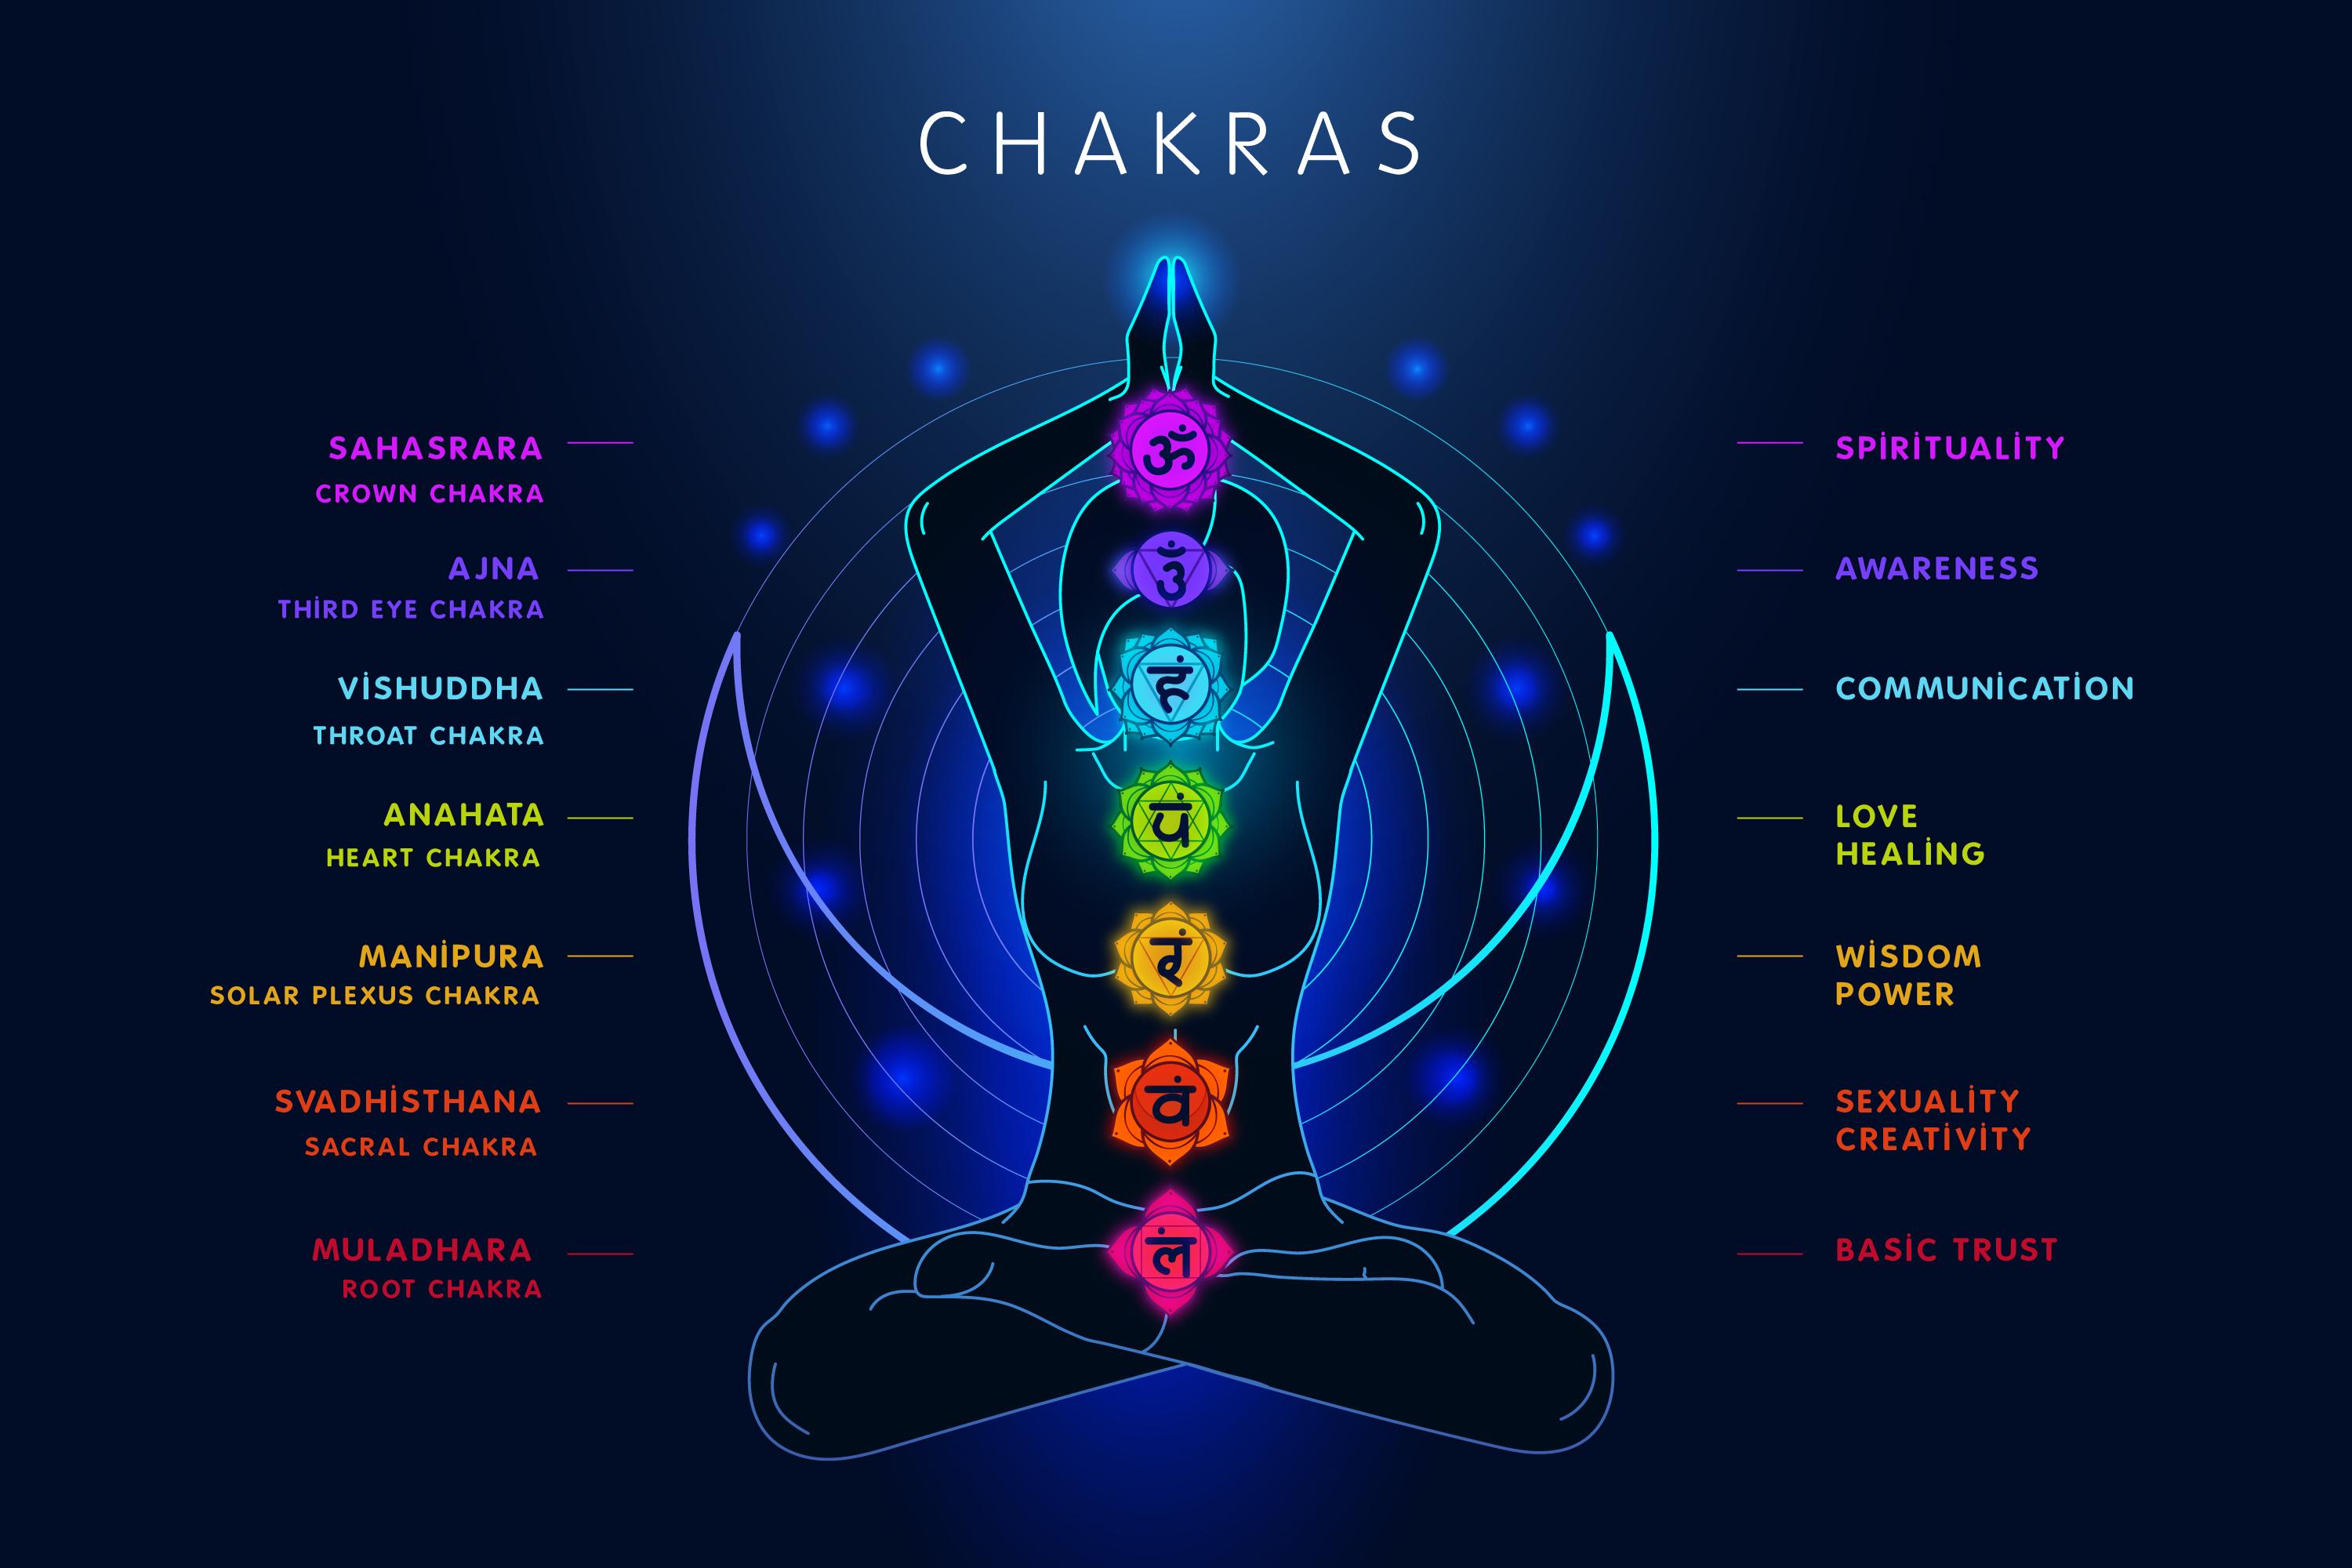 CHAKRAS
SAHASRARA
CROWN CHAKRA
ॐ
SPİRİTUALİTY
AJNA
THİRD EYE CHAKRA
ॐ
AWARENESS
VİSHUDDHA
THROAT CHAKRA
हं
COMMUNİCATİON
ANAHATA
HEART CHAKRA
पं
LOVE
HEALİNG
MANİPURA
SOLAR PLEXUS CHAKRA
रं
WİSDOM
POWER
SVADHİSTHANA
SACRAL CHAKRA
वं
SEXUALİTY
CREATİVİTY
MULADHARA
ROOT CHAKRA
लं
BASİC TRUST